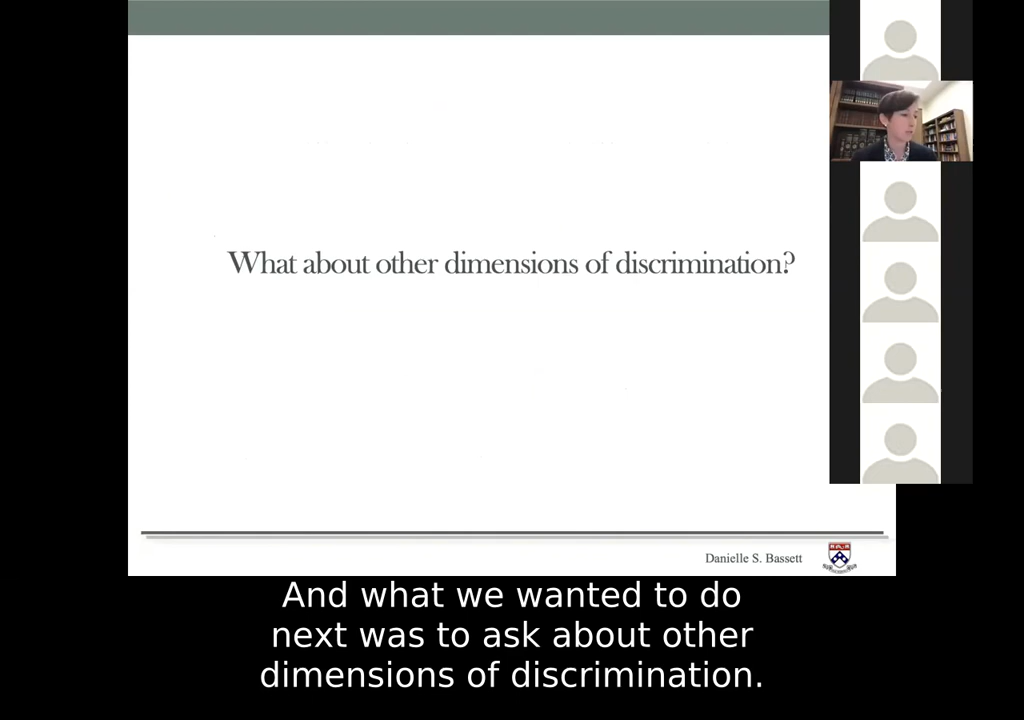 What about other dimensions of discrimination?
Danielle S. Bassett
And what we wanted to do
next was to ask about other
dimensions of discrimination.